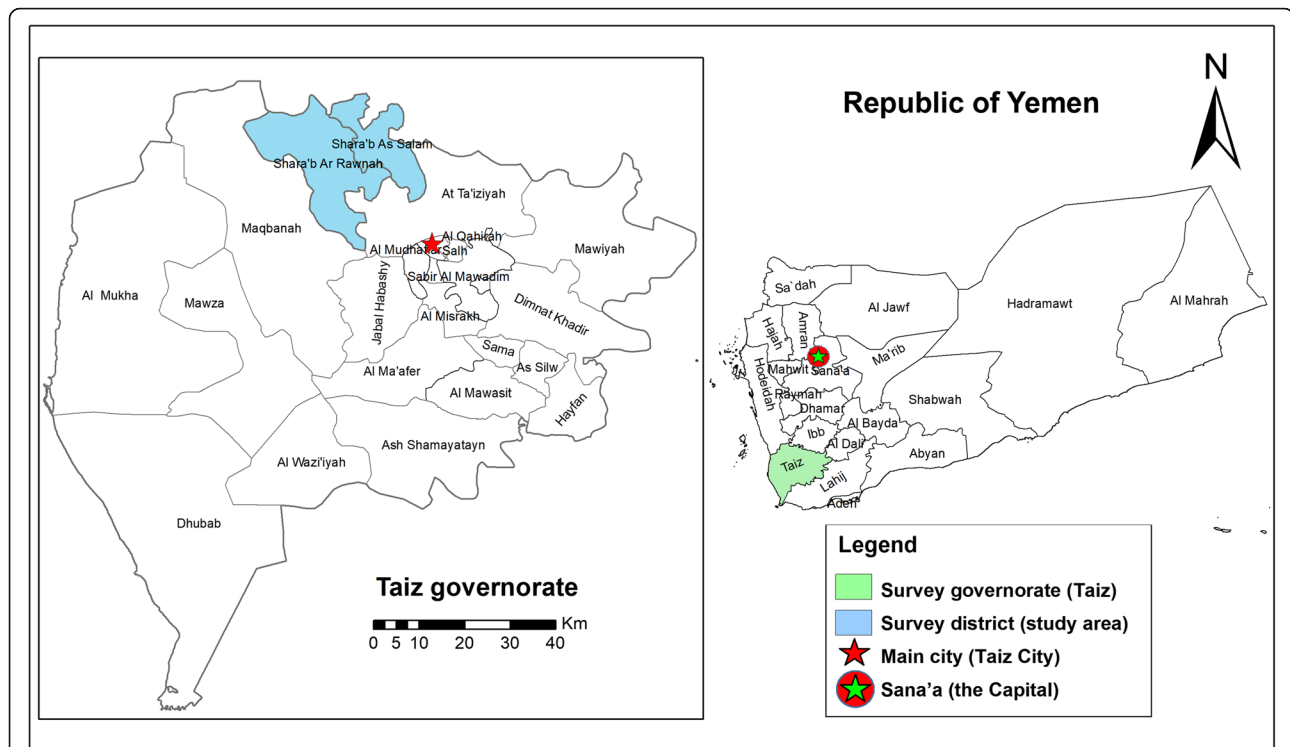 Republic of Yemen
N
Shara'b As Salam
Shara'b Ar Rawnah
At Ta'iziyah
Maqbanah
Al Qahirah
Al Mudhaffar
Salh
Mawiyah
Sabir Al Mawadim
Al Mukha
Mawza
Jabal Habashy
Dimnat Khadir
Al Misrakh
Sama
As Silw
Al Ma'afer
Al Mawasit
Hayfan
Ash Shamayatayn
Al Wazi'iyah
Dhubab
Taiz governorate
0 5 10 20 30 40 Km
Sa`dah
Al Jawf
Hadramawt
Al Mahrah
Hajah
Amran
Ma'rib
Mahwit
Sana'a
Hodeidah
Raymah
Dhamar
Shabwah
Al Bayda
Ibb
Al Dali'
Abyan
Taiz
Lahij
Aden
Legend
Survey governorate (Taiz)
Survey district (study area)
Main city (Taiz City)
Sana’a (the Capital)